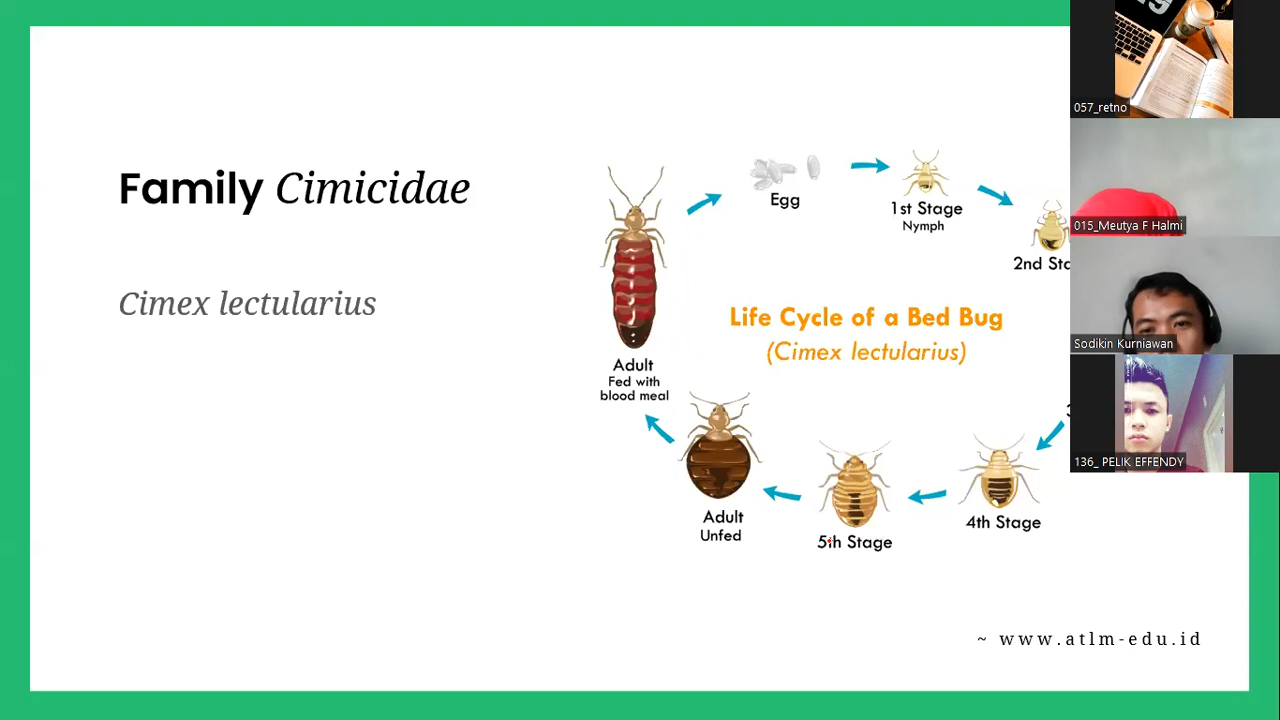 Family Cimicidae
Cimex lectularius
Egg
1st Stage
Nymph
2nd
Life Cycle of a Bed Bug
(Cimex lectularius)
Adult
Fed with
blood meal
Adult
Unfed
5th Stage
4th Stage
~ www.atlm-edu.id
057_retno
015_Meutya F Halmi
Sodikin Kurniawan
136_ PELIK EFFENDY